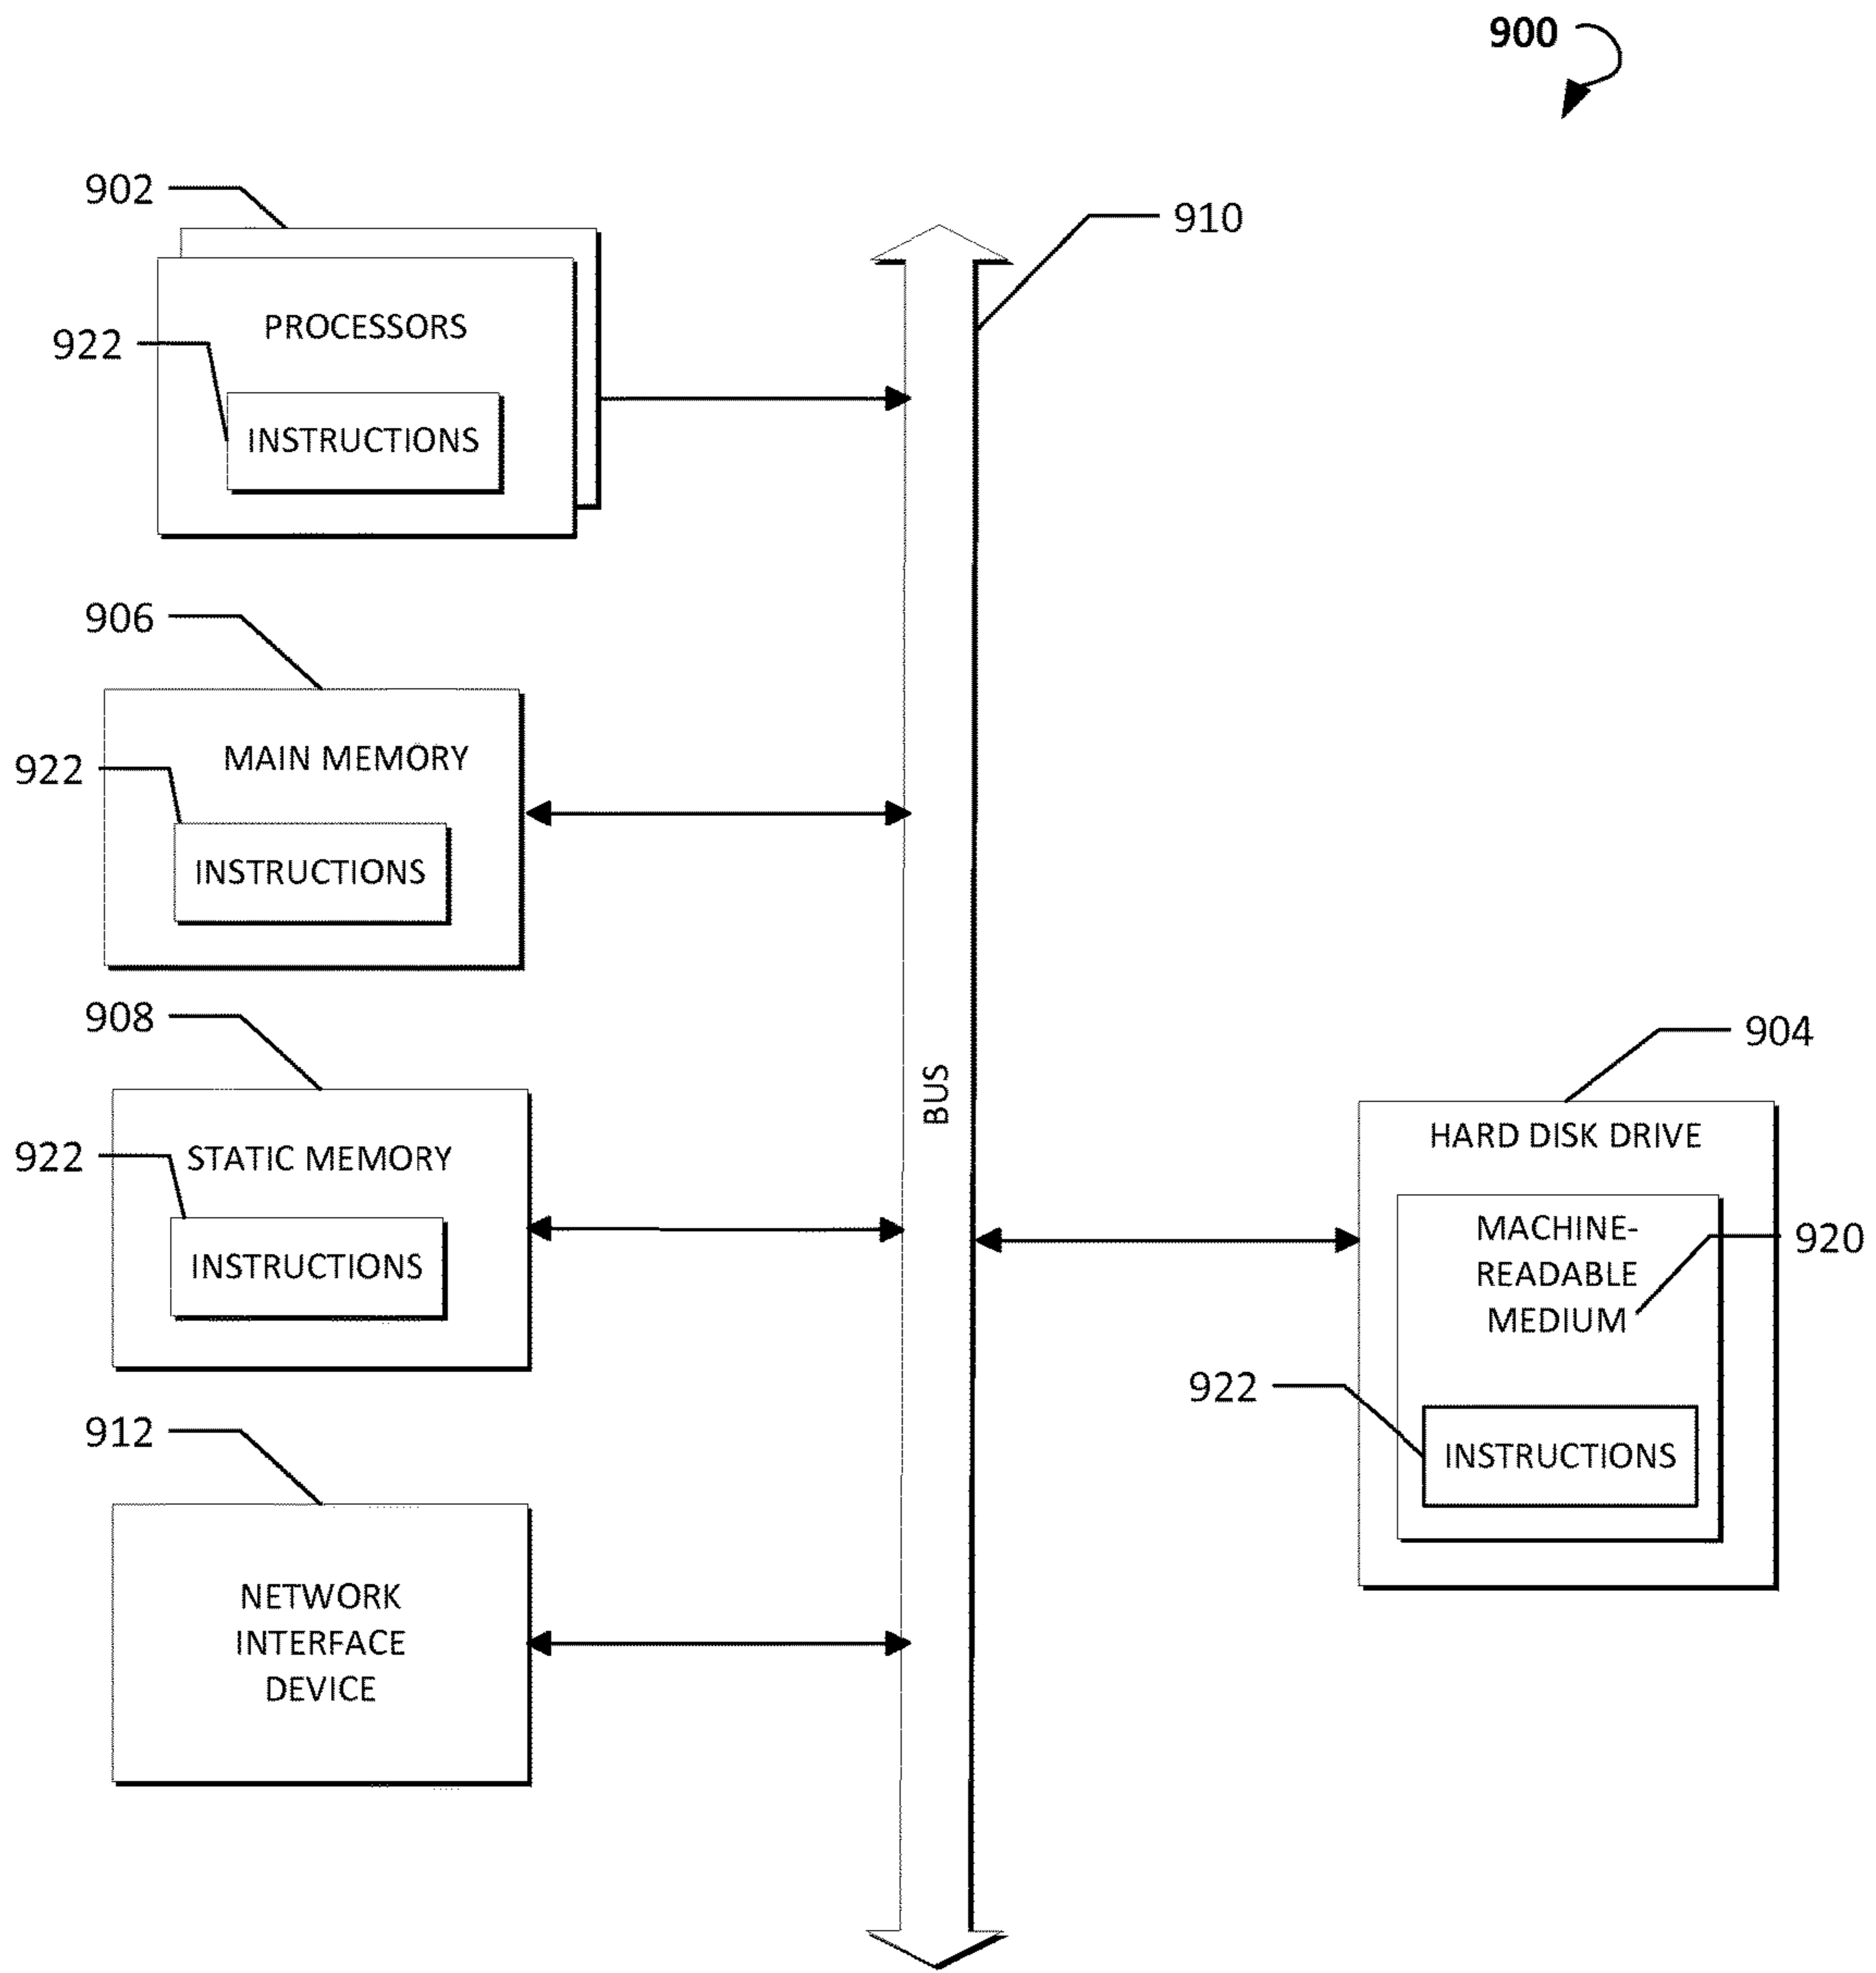 900
902
910
PROCESSORS
922
INSTRUCTIONS
906
MAIN MEMORY
922
INSTRUCTIONS
908
904
BUS
HARD DISK DRIVE
922
STATIC MEMORY
MACHINE-
920
READABLE
INSTRUCTIONS
MEDIUM
922
912
INSTRUCTIONS
NETWORK
INTERFACE
DEVICE